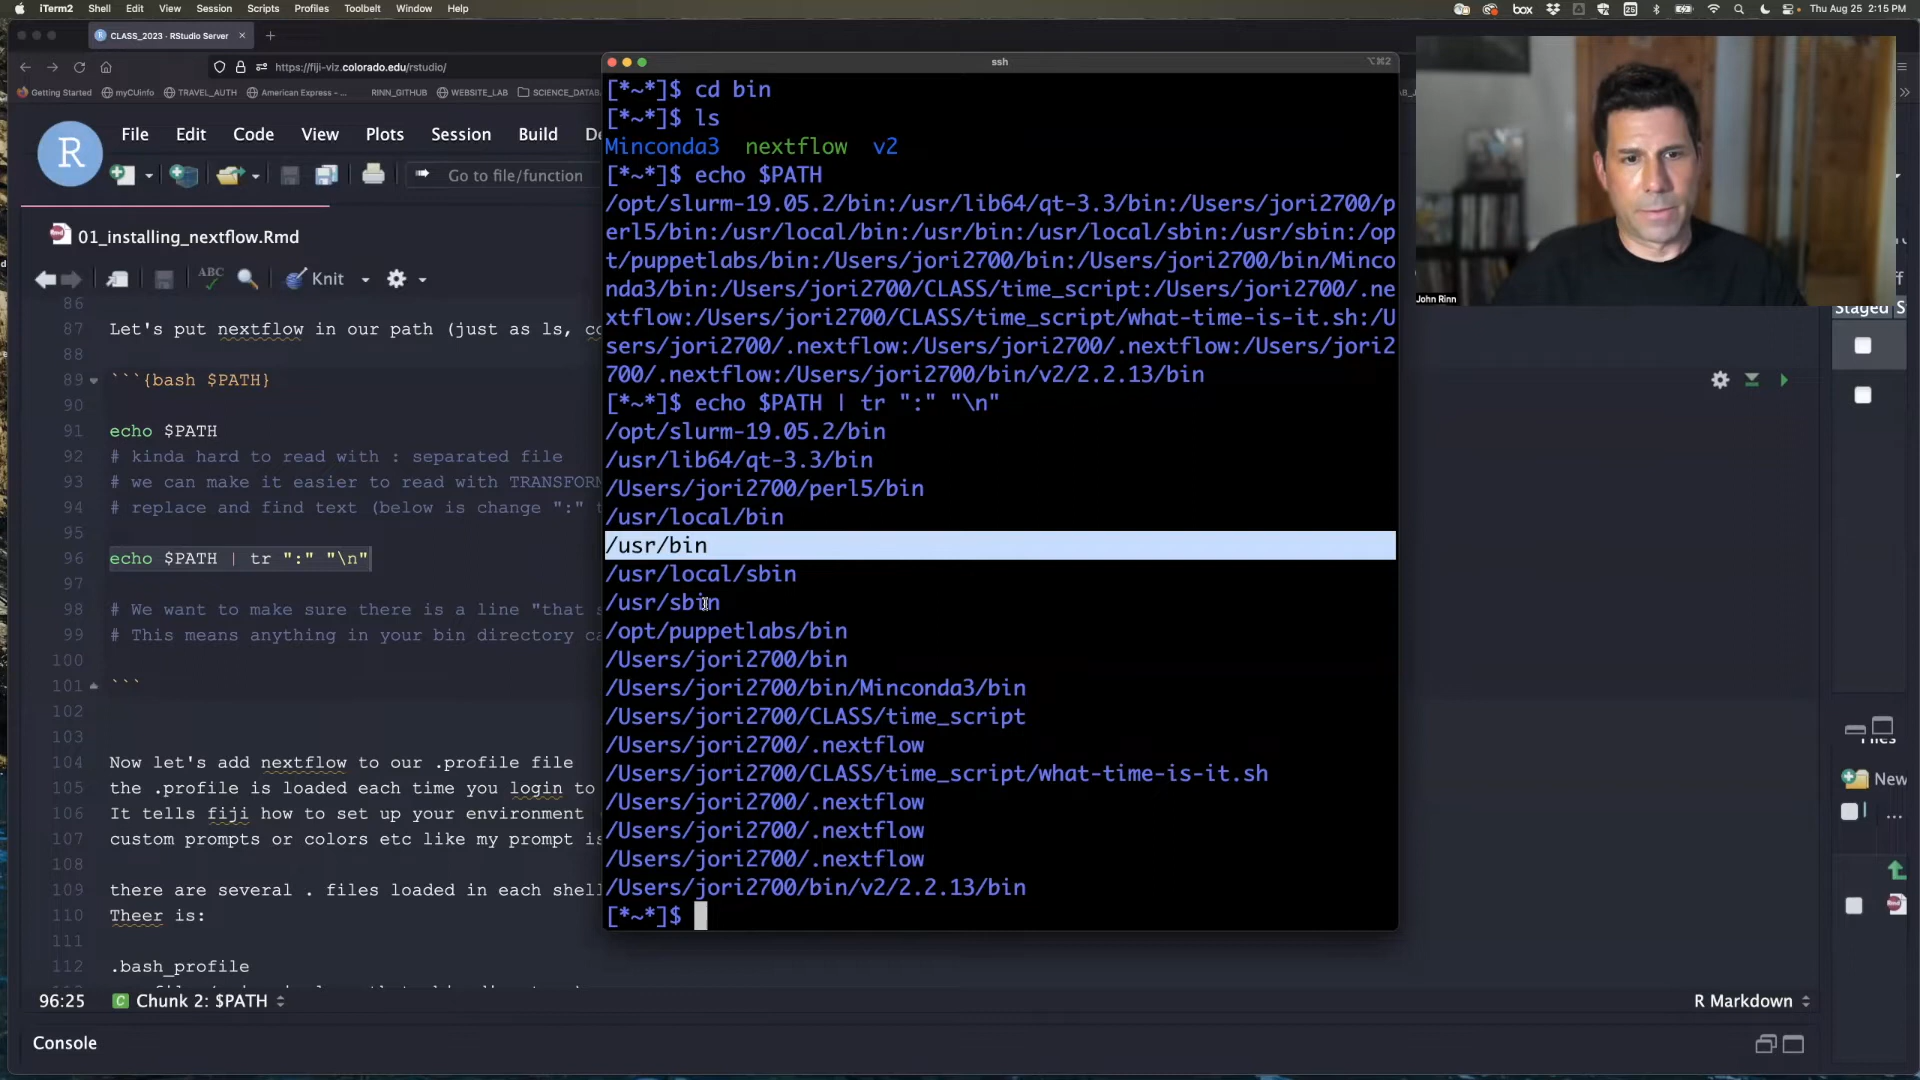 iTerm2 Shell Edit View Session Scripts Profiles Toolbelt Window Help
box 25 Thu Aug 25 2:15 PM
CLASS_2023 · RStudio Server
https://fiji-viz.colorado.edu/rstudio/
Getting Started myCUinfo TRAVEL_AUTH American Express -... RINN_GITHUB WEBSITE_LAB SCIENCE_DATAB
R File Edit Code View Plots Session Build De
Go to file/function
01_installing_nextflow.Rmd
ABC Knit
86
87 Let's put nextflow in our path (just as ls, co
88
89 ```{bash $PATH}
90
91 echo $PATH
92 # kinda hard to read with : separated file
93 # we can make it easier to read with TRANSFORM
94 # replace and find text (below is change ":" t
95
96 echo $PATH | tr ":" "\n"
97
98 # We want to make sure there is a line "that s
99 # This means anything in your bin directory ca
100
101 ```
102
103
104 Now let's add nextflow to our .profile file
105 the .profile is loaded each time you login to
106 It tells fiji how to set up your environment
107 custom prompts or colors etc like my prompt is
108
109 there are several . files loaded in each shell
110 Theer is:
111
112 .bash_profile
96:25 Chunk 2: $PATH
R Markdown
Console
ssh
⌥⌘2
[*~*]$ cd bin
[*~*]$ ls
Minconda3 nextflow v2
[*~*]$ echo $PATH
/opt/slurm-19.05.2/bin:/usr/lib64/qt-3.3/bin:/Users/jori2700/p
erl5/bin:/usr/local/bin:/usr/bin:/usr/local/sbin:/usr/sbin:/op
t/puppetlabs/bin:/Users/jori2700/bin:/Users/jori2700/bin/Minco
nda3/bin:/Users/jori2700/CLASS/time_script:/Users/jori2700/.ne
xtflow:/Users/jori2700/CLASS/time_script/what-time-is-it.sh:/U
sers/jori2700/.nextflow:/Users/jori2700/.nextflow:/Users/jori2
700/.nextflow:/Users/jori2700/bin/v2/2.2.13/bin
[*~*]$ echo $PATH | tr ":" "\n"
/opt/slurm-19.05.2/bin
/usr/lib64/qt-3.3/bin
/Users/jori2700/perl5/bin
/usr/local/bin
/usr/bin
/usr/local/sbin
/usr/sbin
/opt/puppetlabs/bin
/Users/jori2700/bin
/Users/jori2700/bin/Minconda3/bin
/Users/jori2700/CLASS/time_script
/Users/jori2700/.nextflow
/Users/jori2700/CLASS/time_script/what-time-is-it.sh
/Users/jori2700/.nextflow
/Users/jori2700/.nextflow
/Users/jori2700/.nextflow
/Users/jori2700/bin/v2/2.2.13/bin
[*~*]$
John Rinn
Staged S
New